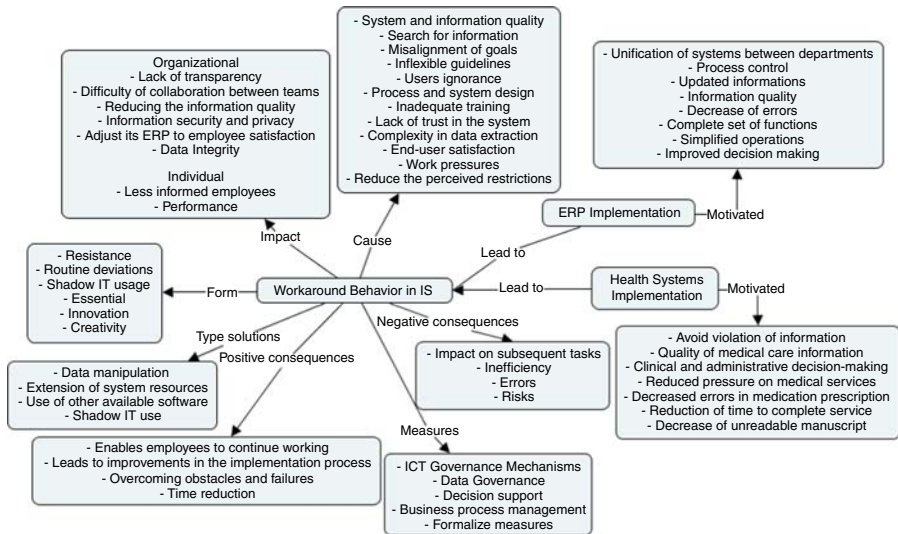 Organizational
- Lack of transparency
- Difficulty of collaboration between teams
- Reducing the information quality
- Information security and privacy
- Adjust its ERP to employee satisfaction
- Data Integrity
Individual
- Less informed employees
- Performance
- System and information quality
- Search for information
- Misalignment of goals
- Inflexible guidelines
- Users ignorance
- Process and system design
- Inadequate training
- Lack of trust in the system
- Complexity in data extraction
- End-user satisfaction
- Work pressures
- Reduce the perceived restrictions
- Unification of systems between departments
- Process control
- Updated informations
- Information quality
- Decrease of errors
- Complete set of functions
- Simplified operations
- Improved decision making
Impact
Cause
ERP Implementation
Motivated
Lead to
- Resistance
- Routine deviations
- Shadow IT usage
- Essential
- Innovation
- Creativity
Form
Workaround Behavior in IS
Lead to
Health Systems
Implementation
Motivated
Type solutions
Positive consequences
Negative consequences
- Data manipulation
- Extension of system resources
- Use of other available software
- Shadow IT use
- Impact on subsequent tasks
- Inefficiency
- Errors
- Risks
- Avoid violation of information
- Quality of medical care information
- Clinical and administrative decision-making
- Reduced pressure on medical services
- Decreased errors in medication prescription
- Reduction of time to complete service
- Decrease of unreadable manuscript
Measures
- Enables employees to continue working
- Leads to improvements in the implementation process
- Overcoming obstacles and failures
- Time reduction
- ICT Governance Mechanisms
- Data Governance
- Decision support
- Business process management
- Formalize measures